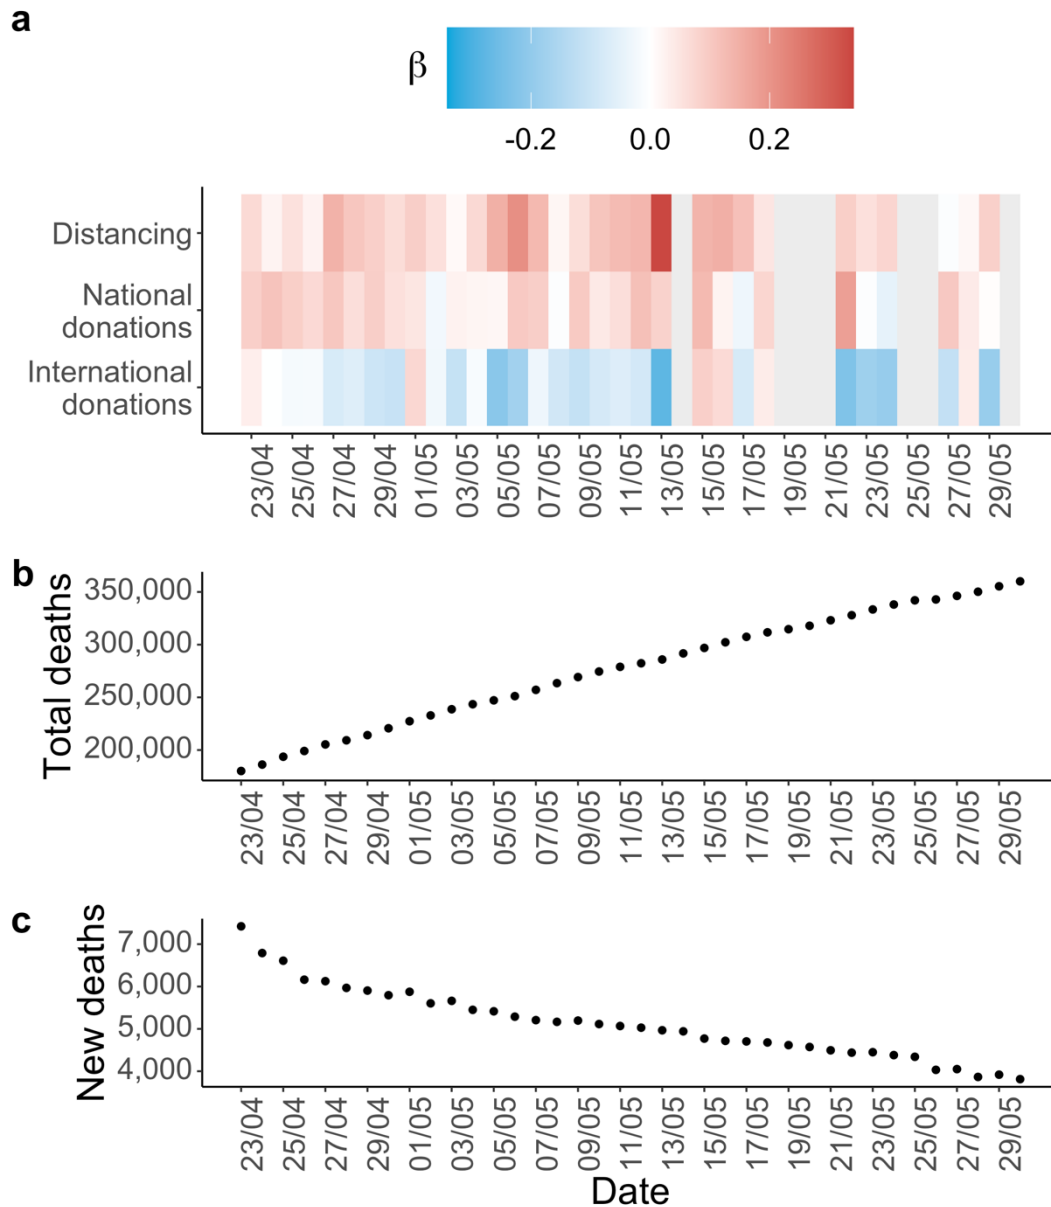 a
β
-0.2 0.0 0.2
Distancing
National
donations
International
donations
23/04 25/04 27/04 29/04 01/05 03/05 05/05 07/05 09/05 11/05 13/05 15/05 17/05 19/05 21/05 23/05 25/05 27/05 29/05
b
Total deaths
350,000
300,000
250,000
200,000
23/04 25/04 27/04 29/04 01/05 03/05 05/05 07/05 09/05 11/05 13/05 15/05 17/05 19/05 21/05 23/05 25/05 27/05 29/05
c
New deaths
7,000
6,000
5,000
4,000
23/04 25/04 27/04 29/04 01/05 03/05 05/05 07/05 09/05 11/05 13/05 15/05 17/05 19/05 21/05 23/05 25/05 27/05 29/05
Date